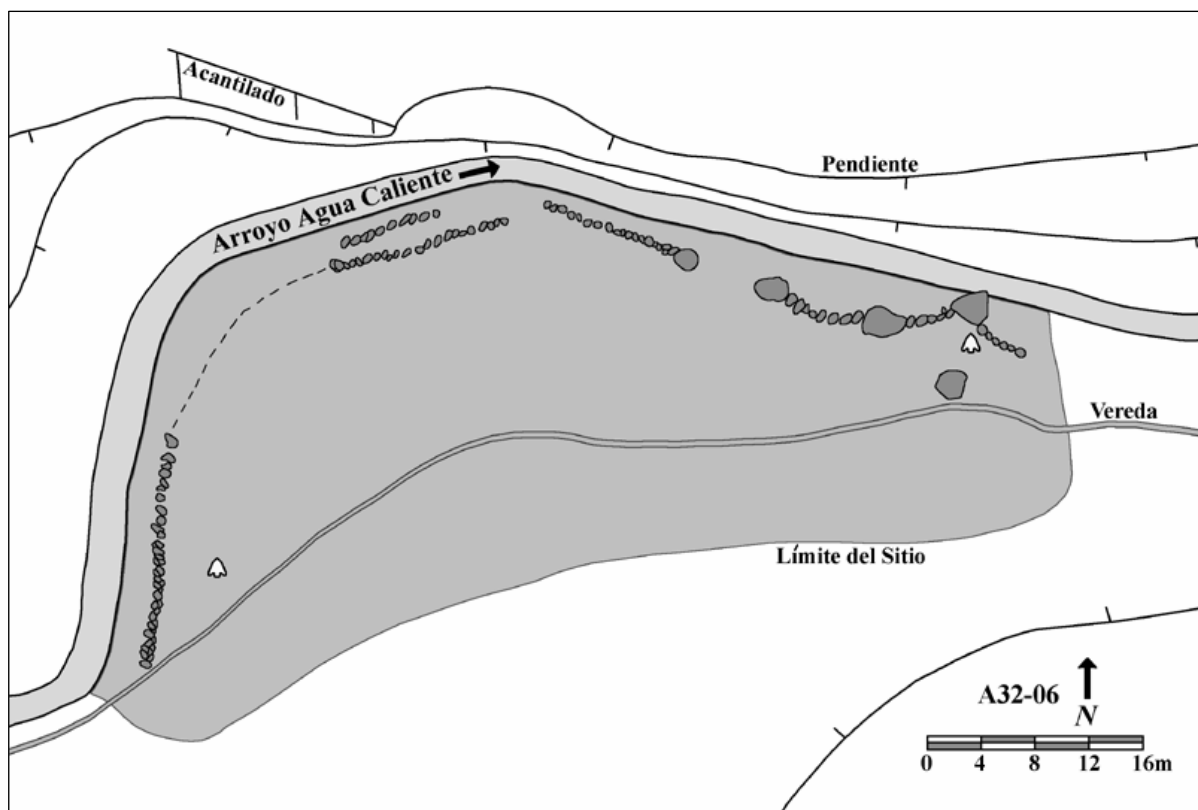 Acantilado
Pendiente
Arroyo Agua Caliente
Vereda
Límite del Sitio
A32-06
N
0 4 8 12 16m